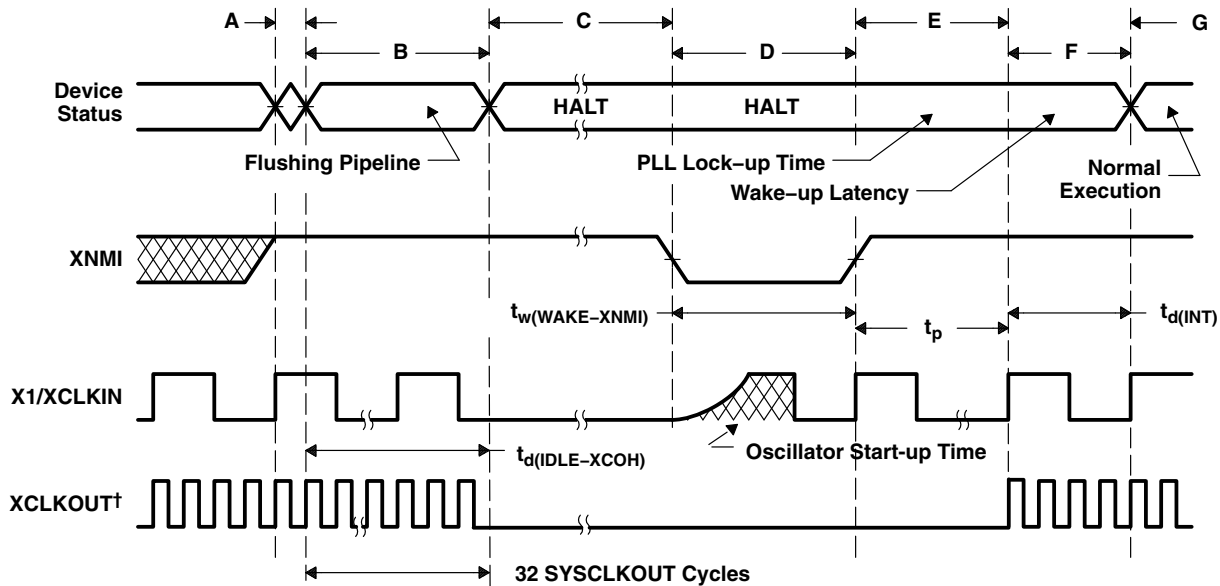 A
C
E
G
B
D
F
Device
Status
HALT
HALT
Flushing Pipeline
PLL Lock–up Time
Wake–up Latency
Normal
Execution
XNMI
tw(WAKE–XNMI)
tp
td(INT)
X1/XCLKIN
td(IDLE–XCOH)
Oscillator Start-up Time
XCLKOUT†
32 SYSCLKOUT Cycles